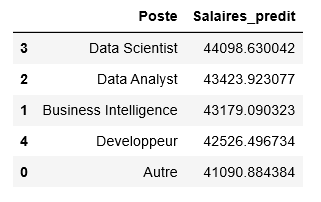 Poste Salaires_predit
3 Data Scientist 44098.630042
2 Data Analyst 43423.923077
1 Business Intelligence 43179.090323
4 Developpeur 42526.496734
0 Autre 41090.884384